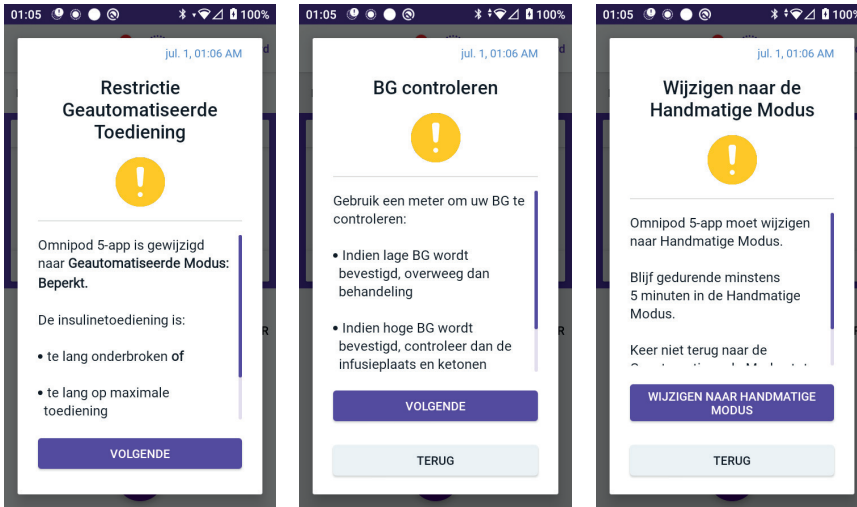 01:05
100%
d
jul. 1, 01:06 AM
Restrictie
Geautomatiseerde
Toediening
Omnipod 5-app is gewijzigd
naar Geautomatiseerde Modus:
Beperkt.
De insulinetoediening is:
• te lang onderbroken of
• te lang op maximale
toediening
R
VOLGENDE
01:05
100%
d
jul. 1, 01:06 AM
BG controleren
Gebruik een meter om uw BG te
controleren:
• Indien lage BG wordt
bevestigd, overweeg dan
behandeling
• Indien hoge BG wordt
bevestigd, controleer dan de
infusieplaats en ketonen
R
VOLGENDE
TERUG
01:05
100%
jul. 1, 01:06 AM
Wijzigen naar de
Handmatige Modus
Omnipod 5-app moet wijzigen
naar Handmatige Modus.
Blijf gedurende minstens
5 minuten in de Handmatige
Modus.
Keer niet terug naar de
WIJZIGEN NAAR HANDMATIGE
MODUS
TERUG